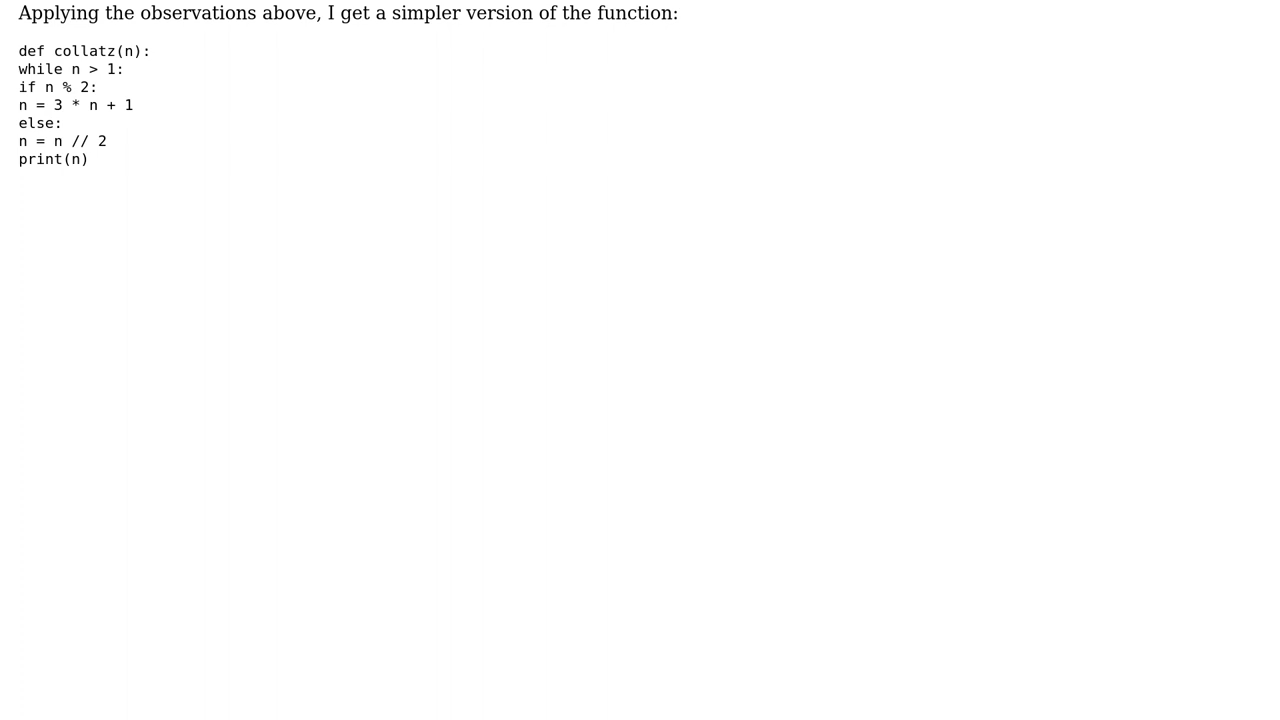 Applying the observations above, I get a simpler version of the function:
def collatz(n):
while n > 1:
if n % 2:
n = 3 * n + 1
else:
n = n // 2
print(n)